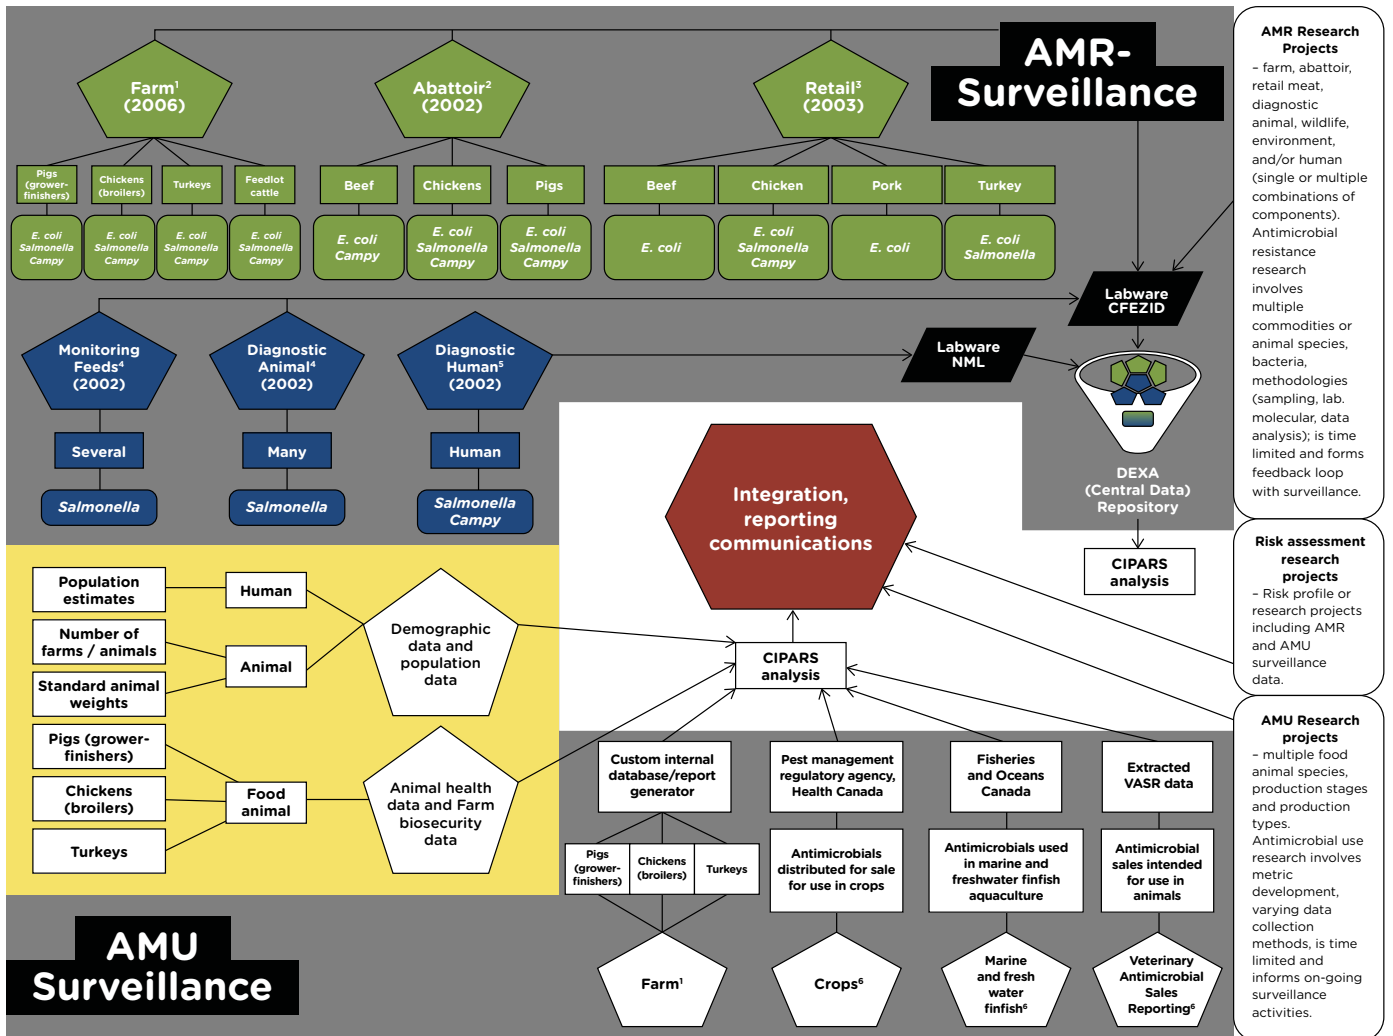 AMR-
Surveillance
Farm¹
(2006)
Abattoir²
(2002)
Retail³
(2003)
Pigs
(grower-
finishers)
Chickens
(broilers)
Turkeys
Feedlot
cattle
Beef
Chickens
Pigs
Beef
Chicken
Pork
Turkey
E. coli
Salmonella
Campy
E. coli
Salmonella
Campy
E. coli
Salmonella
Campy
E. coli
Salmonella
Campy
E. coli
Campy
E. coli
Salmonella
Campy
E. coli
Salmonella
Campy
E. coli
E. coli
Salmonella
Campy
E. coli
E. coli
Salmonella
Labware
CFEZID
Monitoring
Feeds⁴
(2002)
Diagnostic
Animal⁴
(2002)
Diagnostic
Human⁵
(2002)
Labware
NML
Several
Many
Human
Salmonella
Salmonella
Salmonella
Campy
DEXA
(Central Data)
Repository
CIPARS
analysis
Integration,
reporting
communications
AMR Research
Projects
– farm, abattoir,
retail meat,
diagnostic
animal, wildlife,
environment,
and/or human
(single or multiple
combinations of
components).
Antimicrobial
resistance
research
involves
multiple
commodities or
animal species,
bacteria,
methodologies
(sampling, lab.
molecular, data
analysis); is time
limited and forms
feedback loop
with surveillance.
Risk assessment
research
projects
– Risk profile or
research projects
including AMR
and AMU
surveillance
data.
AMU Research
projects
– multiple food
animal species,
production stages
and production
types.
Antimicrobial use
research involves
metric
development,
varying data
collection
methods, is time
limited and
informs on-going
surveillance
activities.
Population
estimates
Number of
farms / animals
Standard animal
weights
Pigs (grower-
finishers)
Chickens
(broilers)
Turkeys
Human
Animal
Food
animal
Demographic
data and
population
data
Animal health
data and Farm
biosecurity
data
CIPARS
analysis
Custom internal
database/report
generator
Pest management
regulatory agency,
Health Canada
Fisheries
and Oceans
Canada
Extracted
VASR data
Pigs
(grower-
finishers)
Chickens
(broilers)
Turkeys
Antimicrobials
distributed for sale
for use in crops
Antimicrobials used
in marine and
freshwater finfish
aquaculture
Antimicrobial
sales intended
for use in
animals
Farm¹
Crops⁶
Marine
and fresh
water
finfish⁶
Veterinary
Antimicrobial
Sales
Reporting⁶
AMU
Surveillance